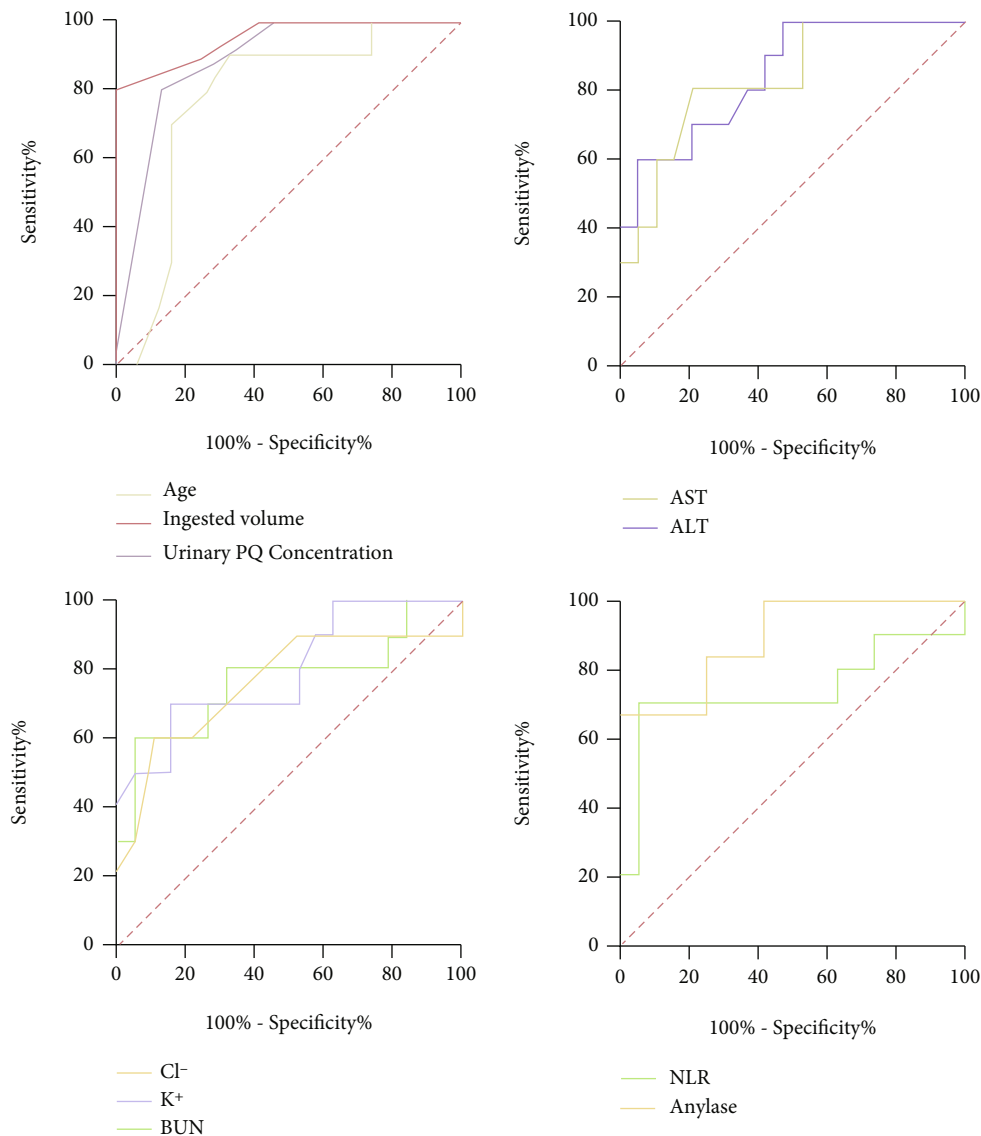 100
80
60
40
20
0
Sensitivity%
0 20 40 60 80 100
100% - Specificity%
Age
Ingested volume
Urinary PQ Concentration
100
80
60
40
20
0
Sensitivity%
0 20 40 60 80 100
100% - Specificity%
AST
ALT
100
80
60
40
20
0
Sensitivity%
0 20 40 60 80 100
100% - Specificity%
Cl⁻
K⁺
BUN
100
80
60
40
20
0
Sensitivity%
0 20 40 60 80 100
100% - Specificity%
NLR
Anylase